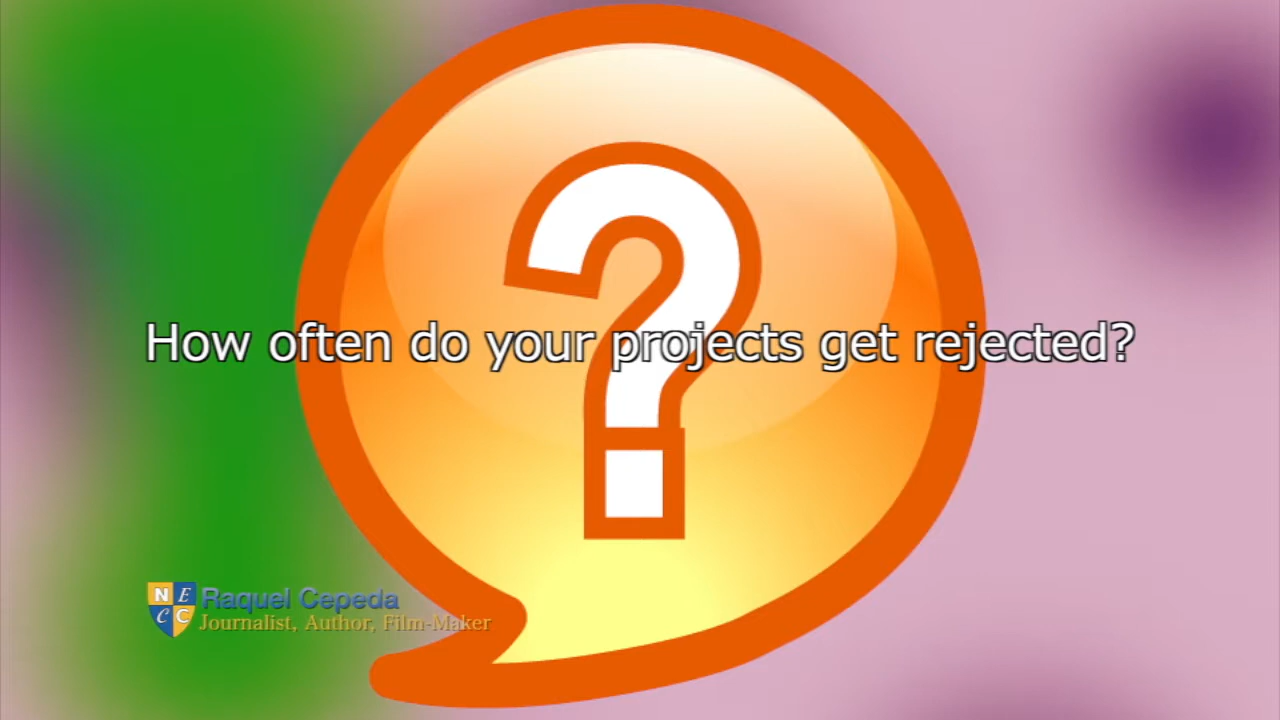 ?
How often do your projects get rejected?
N E
C C
Raquel Cepeda
Journalist, Author, Film-Maker